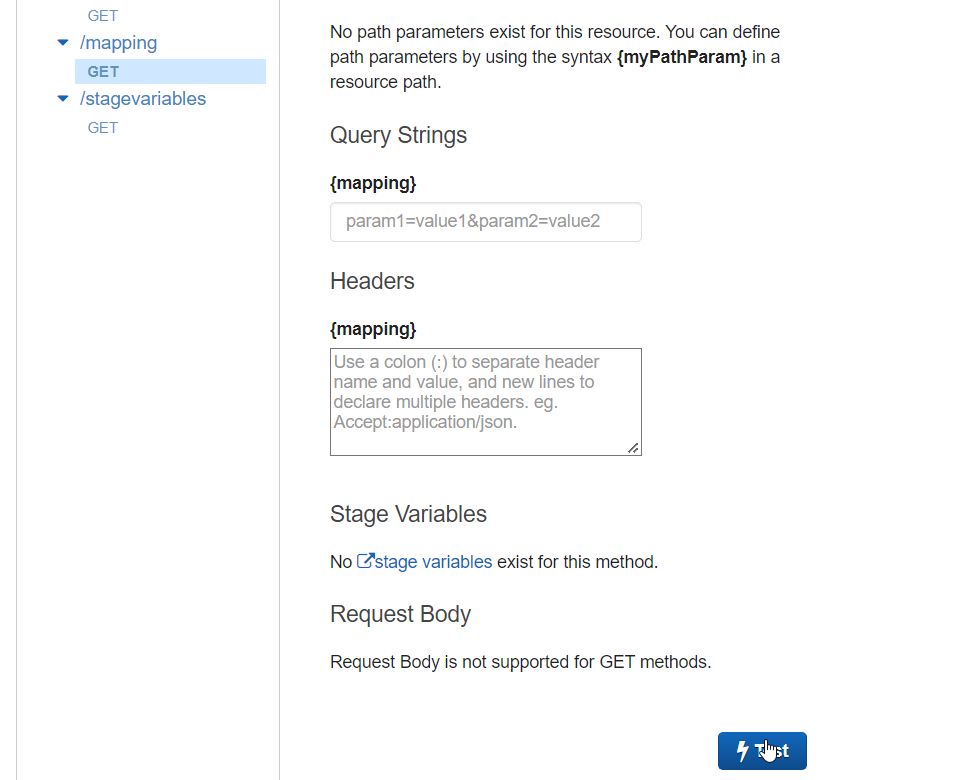 GET
/mapping
GET
/stagevariables
GET
No path parameters exist for this resource. You can define
path parameters by using the syntax {myPathParam} in a
resource path.
Query Strings
{mapping}
param1=value1&param2=value2
Headers
{mapping}
Use a colon (:) to separate header
name and value, and new lines to
declare multiple headers. eg.
Accept:application/json.
Stage Variables
No stage variables exist for this method.
Request Body
Request Body is not supported for GET methods.
Test